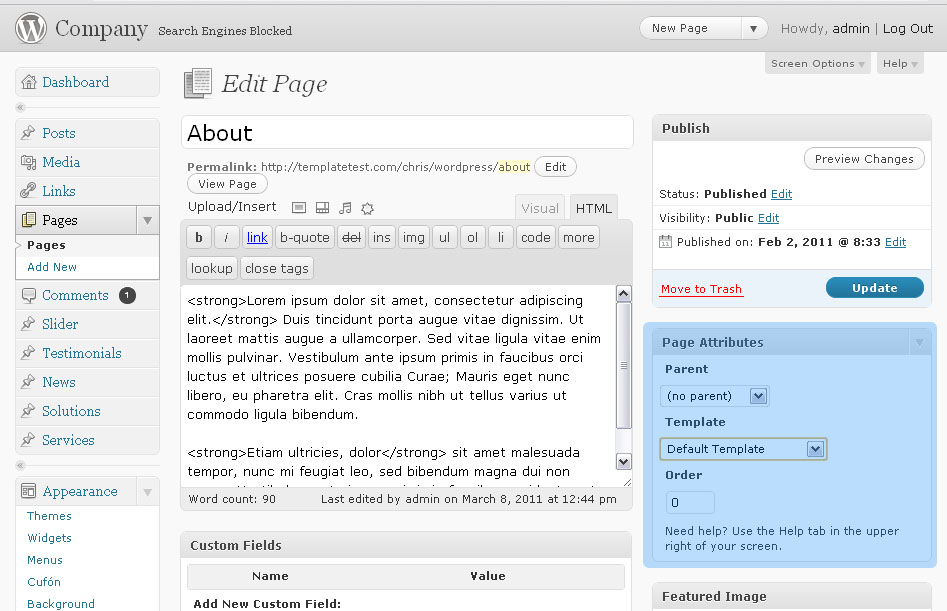 Company Search Engines Blocked
New Page
Howdy, admin | Log Out
Screen Options Help
Dashboard
Posts
Media
Links
Pages
Pages
Add New
Comments 1
Slider
Testimonials
News
Solutions
Services
Appearance
Themes
Widgets
Menus
Cufón
Background
Edit Page
About
Permalink: http://templatetest.com/chris/wordpress/about Edit
View Page
Upload/Insert
Visual HTML
b i link b-quote del ins img ul ol li code more
lookup close tags
<strong>Lorem ipsum dolor sit amet, consectetur adipiscing
elit.</strong> Duis tincidunt porta augue vitae dignissim. Ut
laoreet mattis augue a ullamcorper. Sed vitae ligula vitae enim
mollis pulvinar. Vestibulum ante ipsum primis in faucibus orci
luctus et ultrices posuere cubilia Curae; Mauris eget nunc
libero, eu pharetra elit. Cras mollis nibh ut tellus varius ut
commodo ligula bibendum.
<strong>Etiam ultricies, dolor</strong> sit amet malesuada
tempor, nunc mi feugiat leo, sed bibendum magna dui non
Word count: 90 Last edited by admin on March 8, 2011 at 12:44 pm
Custom Fields
Name Value
Add New Custom Field:
Publish
Preview Changes
Status: Published Edit
Visibility: Public Edit
Published on: Feb 2, 2011 @ 8:33 Edit
Move to Trash Update
Page Attributes
Parent
(no parent)
Template
Default Template
Order
0
Need help? Use the Help tab in the upper
right of your screen.
Featured Image